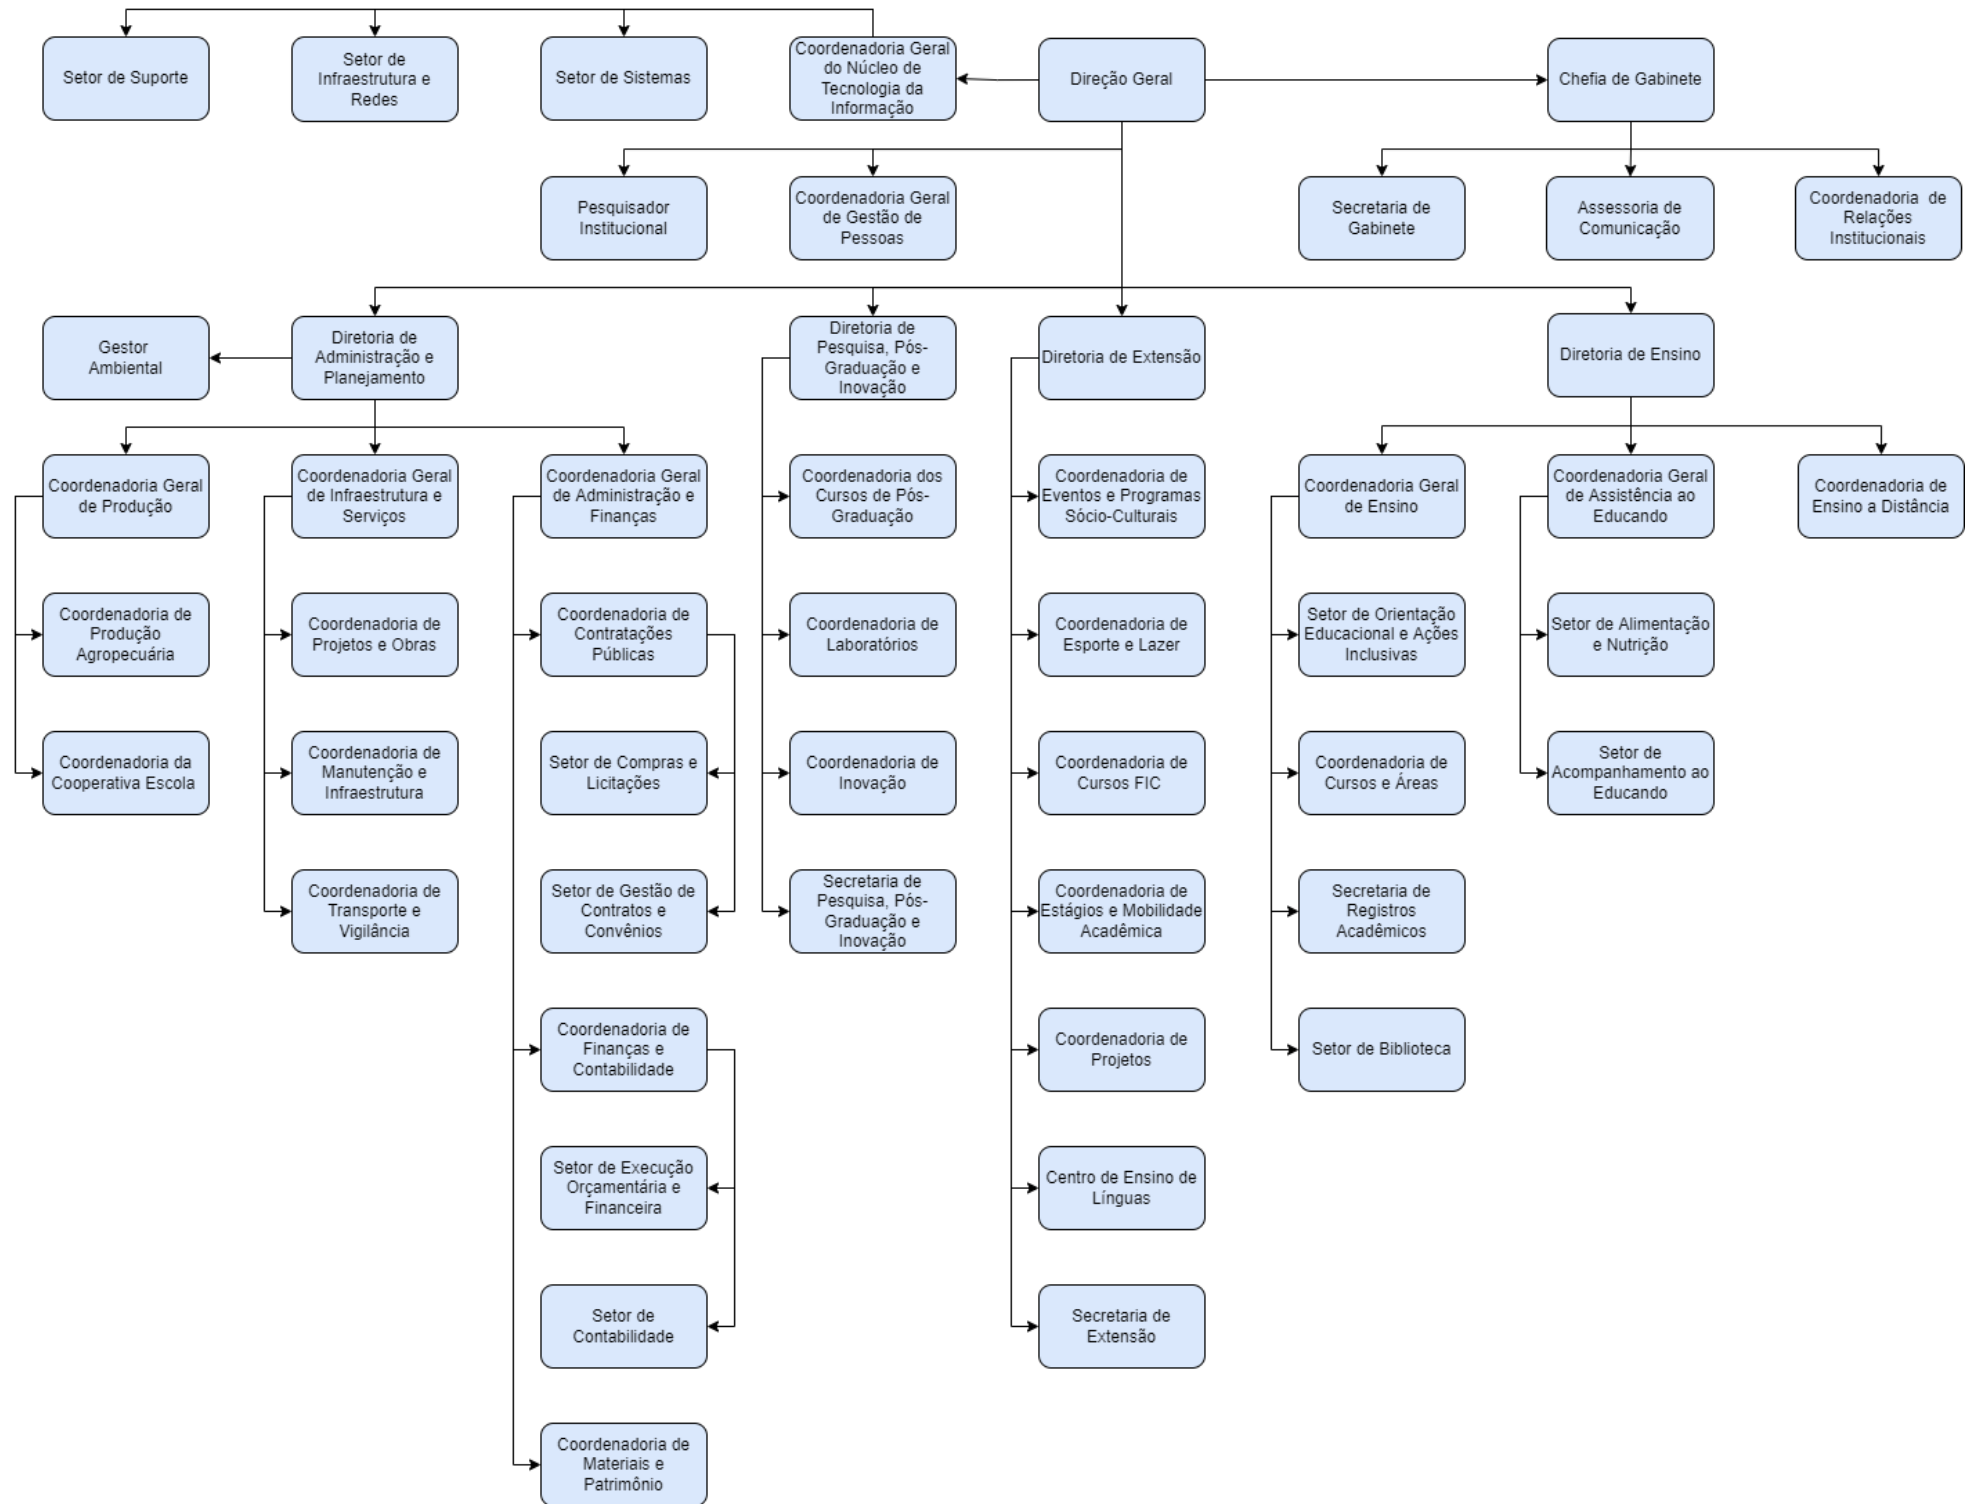 Setor de Suporte
Setor de
Infraestrutura e
Redes
Setor de Sistemas
Coordenadoria Geral
do Núcleo de
Tecnologia da
Informação
Direção Geral
Chefia de Gabinete
Pesquisador
Institucional
Coordenadoria Geral
de Gestão de
Pessoas
Secretaria de
Gabinete
Assessoria de
Comunicação
Coordenadoria de
Relações
Institucionais
Gestor
Ambiental
Diretoria de
Administração e
Planejamento
Diretoria de
Pesquisa, Pós-
Graduação e
Inovação
Diretoria de Extensão
Diretoria de Ensino
Coordenadoria Geral
de Produção
Coordenadoria Geral
de Infraestrutura e
Serviços
Coordenadoria Geral
de Administração e
Finanças
Coordenadoria dos
Cursos de Pós-
Graduação
Coordenadoria de
Eventos e Programas
Sócio-Culturais
Coordenadoria Geral
de Ensino
Coordenadoria Geral
de Assistência ao
Educando
Coordenadoria de
Ensino a Distância
Coordenadoria de
Produção
Agropecuária
Coordenadoria de
Projetos e Obras
Coordenadoria de
Contratações
Públicas
Coordenadoria de
Laboratórios
Coordenadoria de
Esporte e Lazer
Setor de Orientação
Educacional e Ações
Inclusivas
Setor de Alimentação
e Nutrição
Coordenadoria da
Cooperativa Escola
Coordenadoria de
Manutenção e
Infraestrutura
Setor de Compras e
Licitações
Coordenadoria de
Inovação
Coordenadoria de
Cursos FIC
Coordenadoria de
Cursos e Áreas
Setor de
Acompanhamento ao
Educando
Coordenadoria de
Transporte e
Vigilância
Setor de Gestão de
Contratos e
Convênios
Secretaria de
Pesquisa, Pós-
Graduação e
Inovação
Coordenadoria de
Estágios e Mobilidade
Acadêmica
Secretaria de
Registros
Acadêmicos
Coordenadoria de
Finanças e
Contabilidade
Coordenadoria de
Projetos
Setor de Biblioteca
Setor de Execução
Orçamentária e
Financeira
Centro de Ensino de
Línguas
Setor de
Contabilidade
Secretaria de
Extensão
Coordenadoria de
Materiais e
Patrimônio